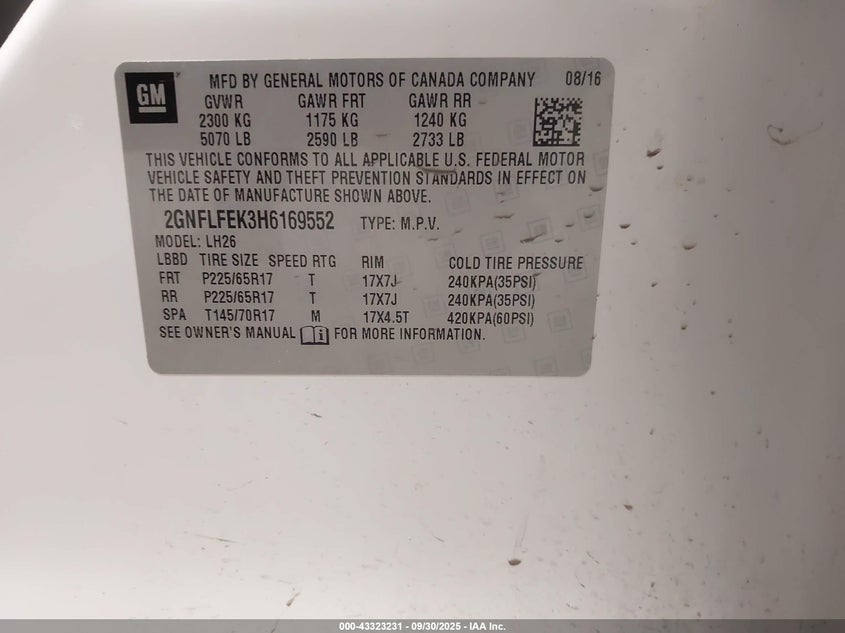 GM
MFD BY GENERAL MOTORS OF CANADA COMPANY 08/16
GVWR GAWR FRT GAWR RR
2300 KG 1175 KG 1240 KG
5070 LB 2590 LB 2733 LB
THIS VEHICLE CONFORMS TO ALL APPLICABLE U.S. FEDERAL MOTOR
VEHICLE SAFETY AND THEFT PREVENTION STANDARDS IN EFFECT ON
THE DATE OF MANUFACTURE SHOWN ABOVE.
2GNFLFEK3H6169552 TYPE: M.P.V.
MODEL: LH26
LBBD TIRE SIZE SPEED RTG RIM COLD TIRE PRESSURE
FRT P225/65R17 T 17X7J 240KPA(35PSI)
RR P225/65R17 T 17X7J 240KPA(35PSI)
SPA T145/70R17 M 17X4.5T 420KPA(60PSI)
SEE OWNER'S MANUAL FOR MORE INFORMATION.
000-43323231 - 09/30/2025 - IAA Inc.